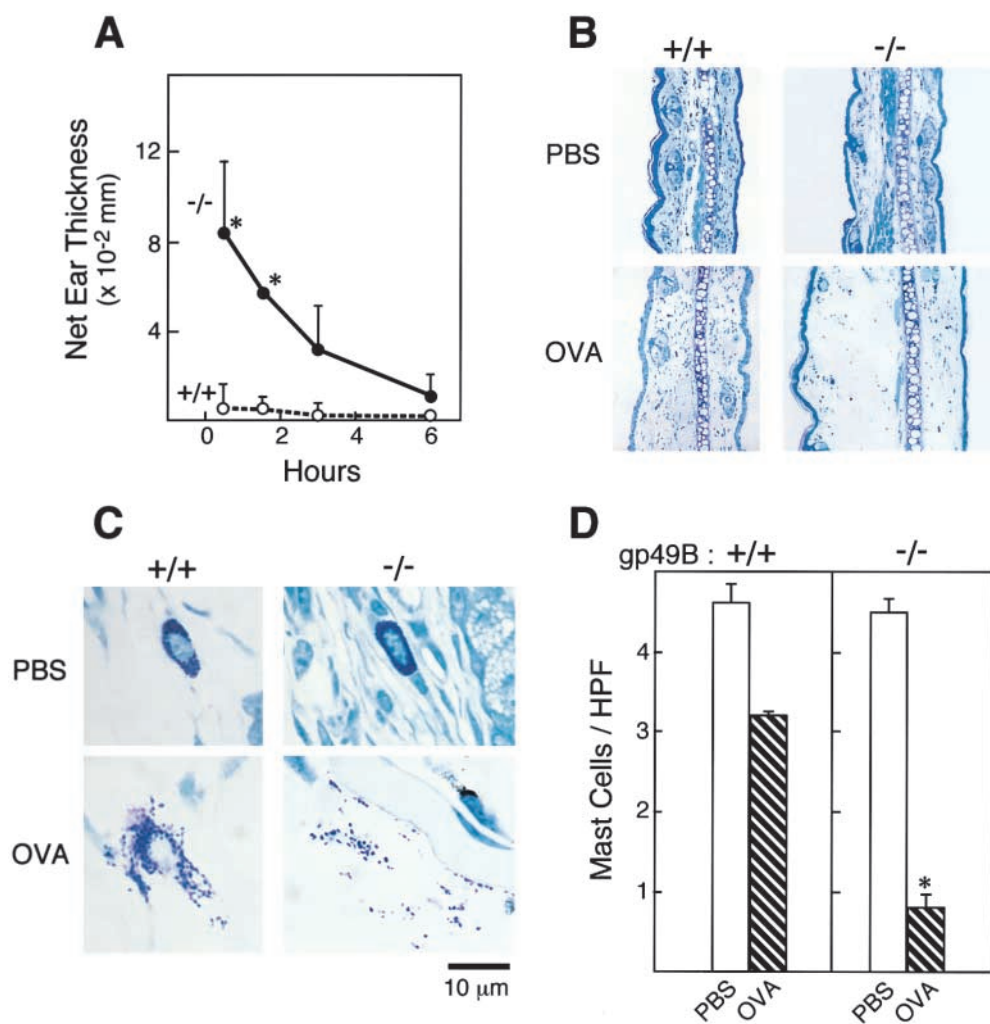 A
Net Ear Thickness
(x 10-2 mm)
12
8
4
-/-
*
*
+/+
0 2 4 6
Hours
B
+/+ -/-
PBS
OVA
C
+/+ -/-
PBS
OVA
10 μm
D
gp49B : +/+ -/-
Mast Cells / HPF
4
3
2
1
*
PBS OVA PBS OVA